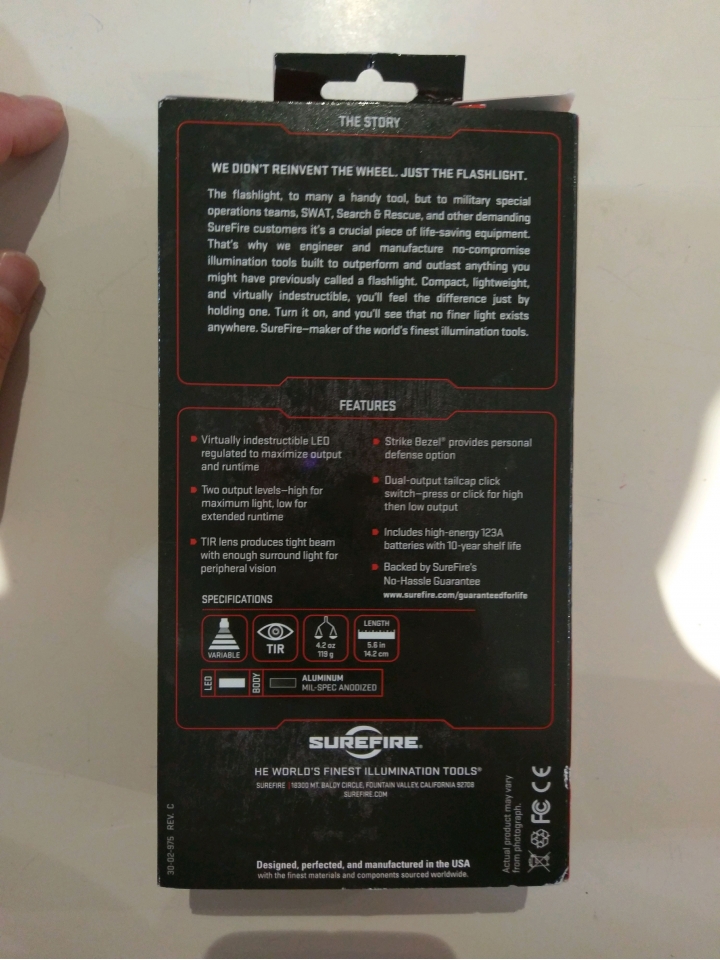 THE STORY
WE DIDN'T REINVENT THE WHEEL. JUST THE FLASHLIGHT.
The flashlight, to many a handy tool, but to military special
operations teams, SWAT, Search & Rescue, and other demanding
SureFire customers it's a crucial piece of life-saving equipment.
That's why we engineer and manufacture no-compromise
illumination tools built to outperform and outlast anything you
might have previously called a flashlight. Compact, lightweight,
and virtually indestructible, you'll feel the difference just by
holding one. Turn it on, and you'll see that no finer light exists
anywhere. SureFire—maker of the world's finest illumination tools.
FEATURES
Virtually indestructible LED
regulated to maximize output
and runtime
Two output levels—high for
maximum light, low for
extended runtime
TIR lens produces tight beam
with enough surround light for
peripheral vision
Strike Bezel® provides personal
defense option
Dual-output tailcap click
switch—press or click for high
then low output
Includes high-energy 123A
batteries with 10-year shelf life
Backed by SureFire's
No-Hassle Guarantee
www.surefire.com/guaranteedforlife
SPECIFICATIONS
VARIABLE
TIR
4.2 oz
119 g
LENGTH
5.6 in
14.2 cm
LED
BODY
ALUMINUM
MIL-SPEC ANODIZED
SUREFIRE®
HE WORLD'S FINEST ILLUMINATION TOOLS®
SUREFIRE 18300 MT. BALDY CIRCLE, FOUNTAIN VALLEY, CALIFORNIA 92708
SUREFIRE.COM
Designed, perfected, and manufactured in the USA
with the finest materials and components sourced worldwide.
30-02-975 REV. C
Actual product may vary
from photograph.
FC CE